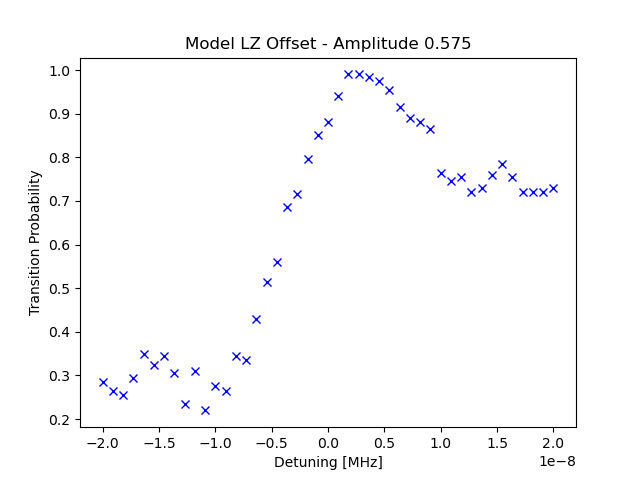 Model LZ Offset - Amplitude 0.575
1.0
0.9
0.8
0.7
0.6
0.5
0.4
0.3
0.2
Transition Probability
−2.0 −1.5 −1.0 −0.5 0.0 0.5 1.0 1.5 2.0
1e−8
Detuning [MHz]